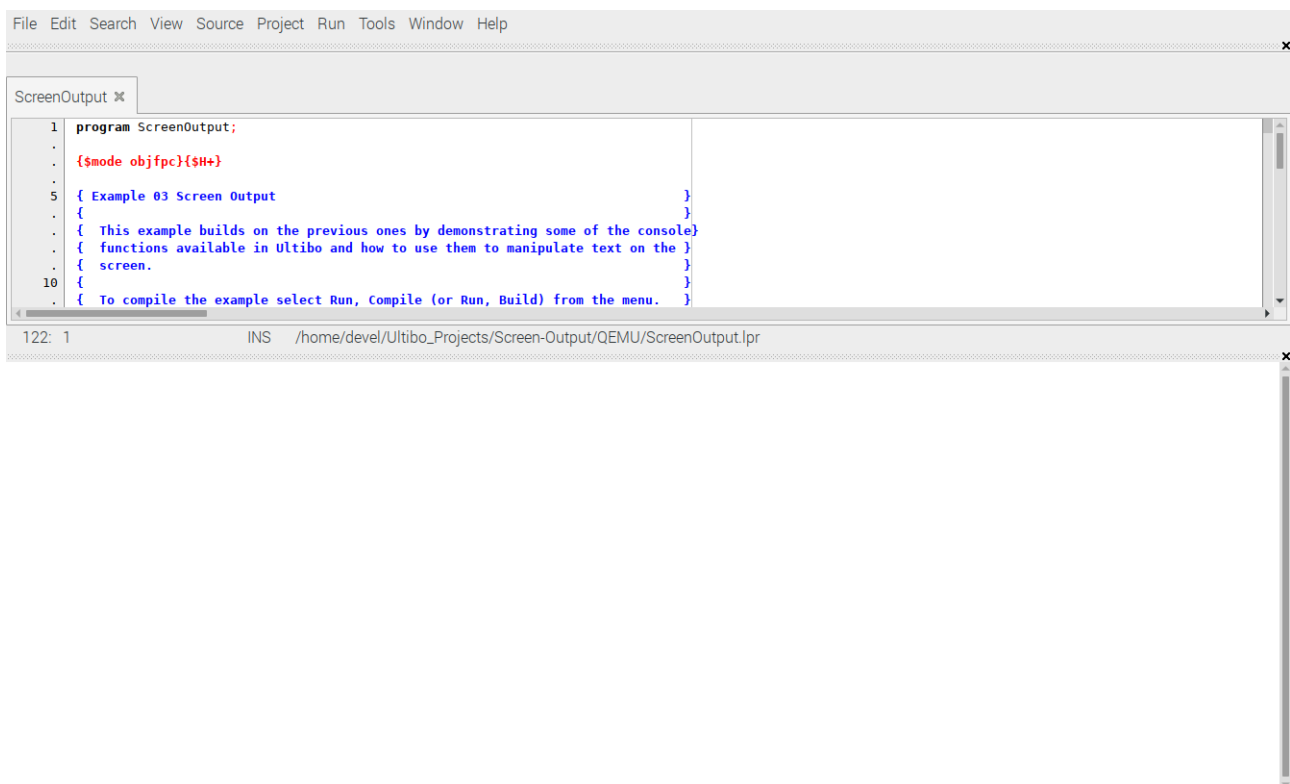 File Edit Search View Source Project Run Tools Window Help
ScreenOutput
1 program ScreenOutput;
.
. {$mode objfpc}{$H+}
.
5 { Example 03 Screen Output }
. { }
. { This example builds on the previous ones by demonstrating some of the console}
. { functions available in Ultibo and how to use them to manipulate text on the }
. { screen. }
10 { }
. { To compile the example select Run, Compile (or Run, Build) from the menu. }
122: 1 INS /home/devel/Ultibo_Projects/Screen-Output/QEMU/ScreenOutput.lpr